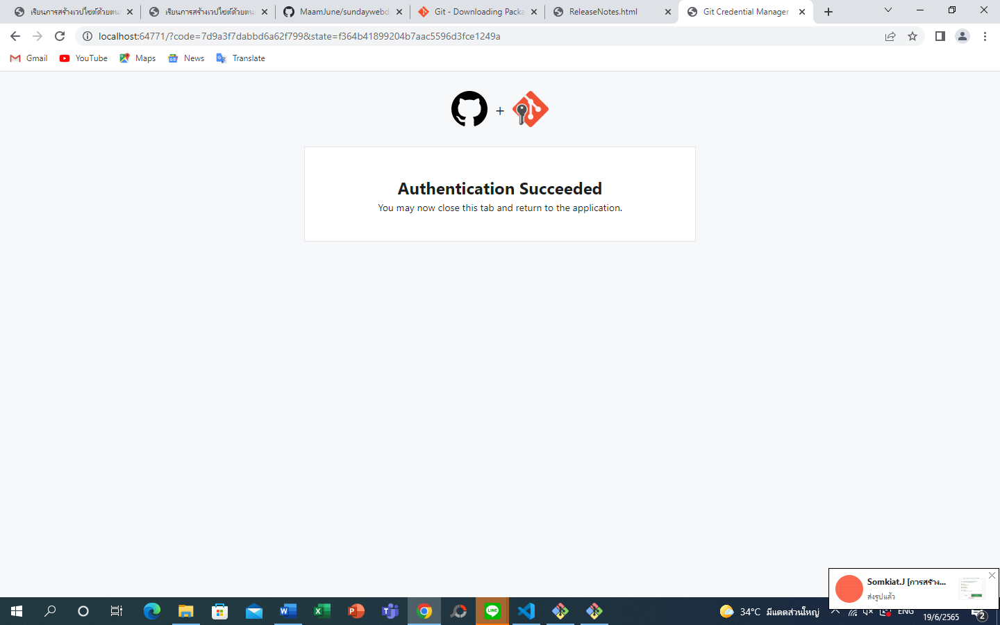 เรียนการสร้างเวปไซต์ด้วยตน
เรียนการสร้างเวปไซต์ด้วยตน
MaamJune/sundaywebd
Git - Downloading Packa
ReleaseNotes.html
Git Credential Manager
localhost:64771/?code=7d9a3f7dabbd6a62f799&state=f364b41899204b7aac5596d3fce1249a
Gmail
YouTube
Maps
News
Translate
+
Authentication Succeeded
You may now close this tab and return to the application.
Somkiat.J [การสร้าง...
ส่งรูปแล้ว
34°C มีแดดส่วนใหญ่
ENG
19/6/2565
2